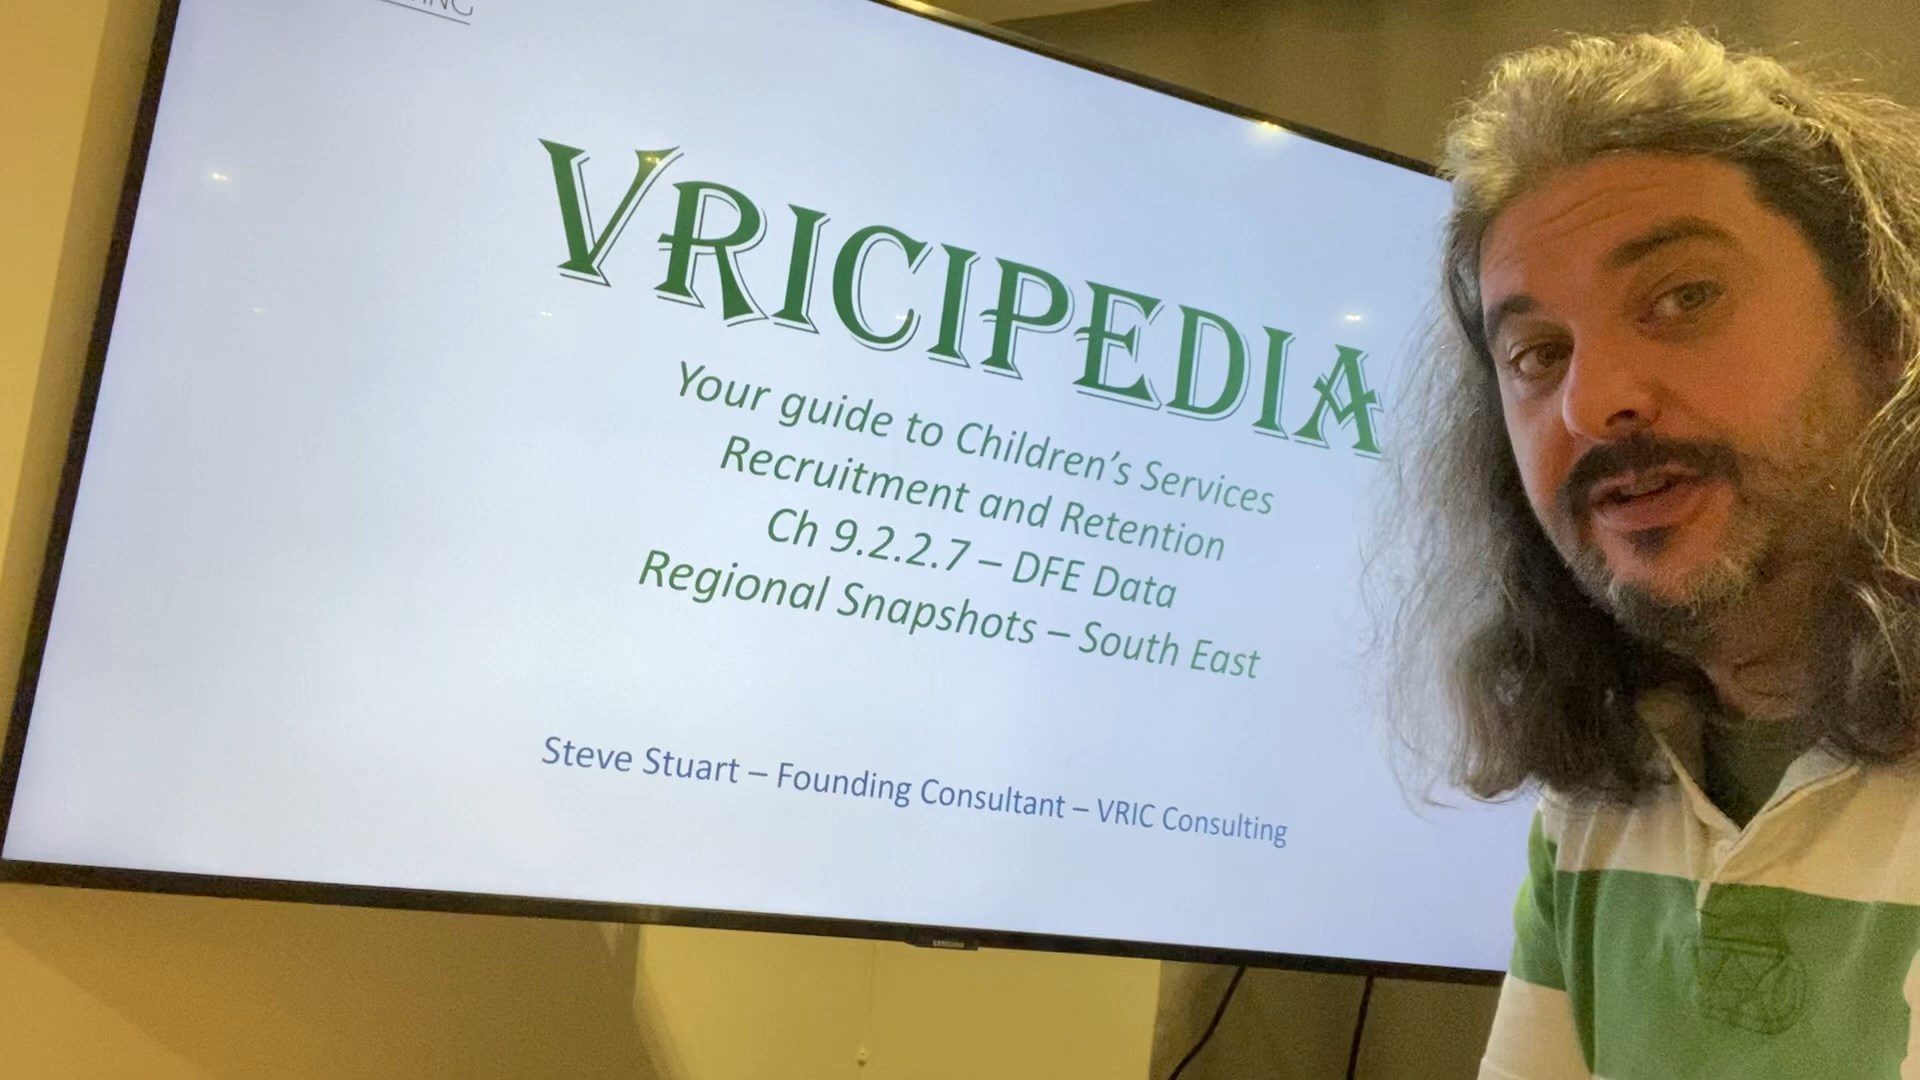 VRICIPEDIA
Your guide to Children's Services
Recruitment and Retention
Ch 9.2.2.7 – DFE Data
Regional Snapshots – South East
Steve Stuart – Founding Consultant – VRIC Consulting
SAMSUNG